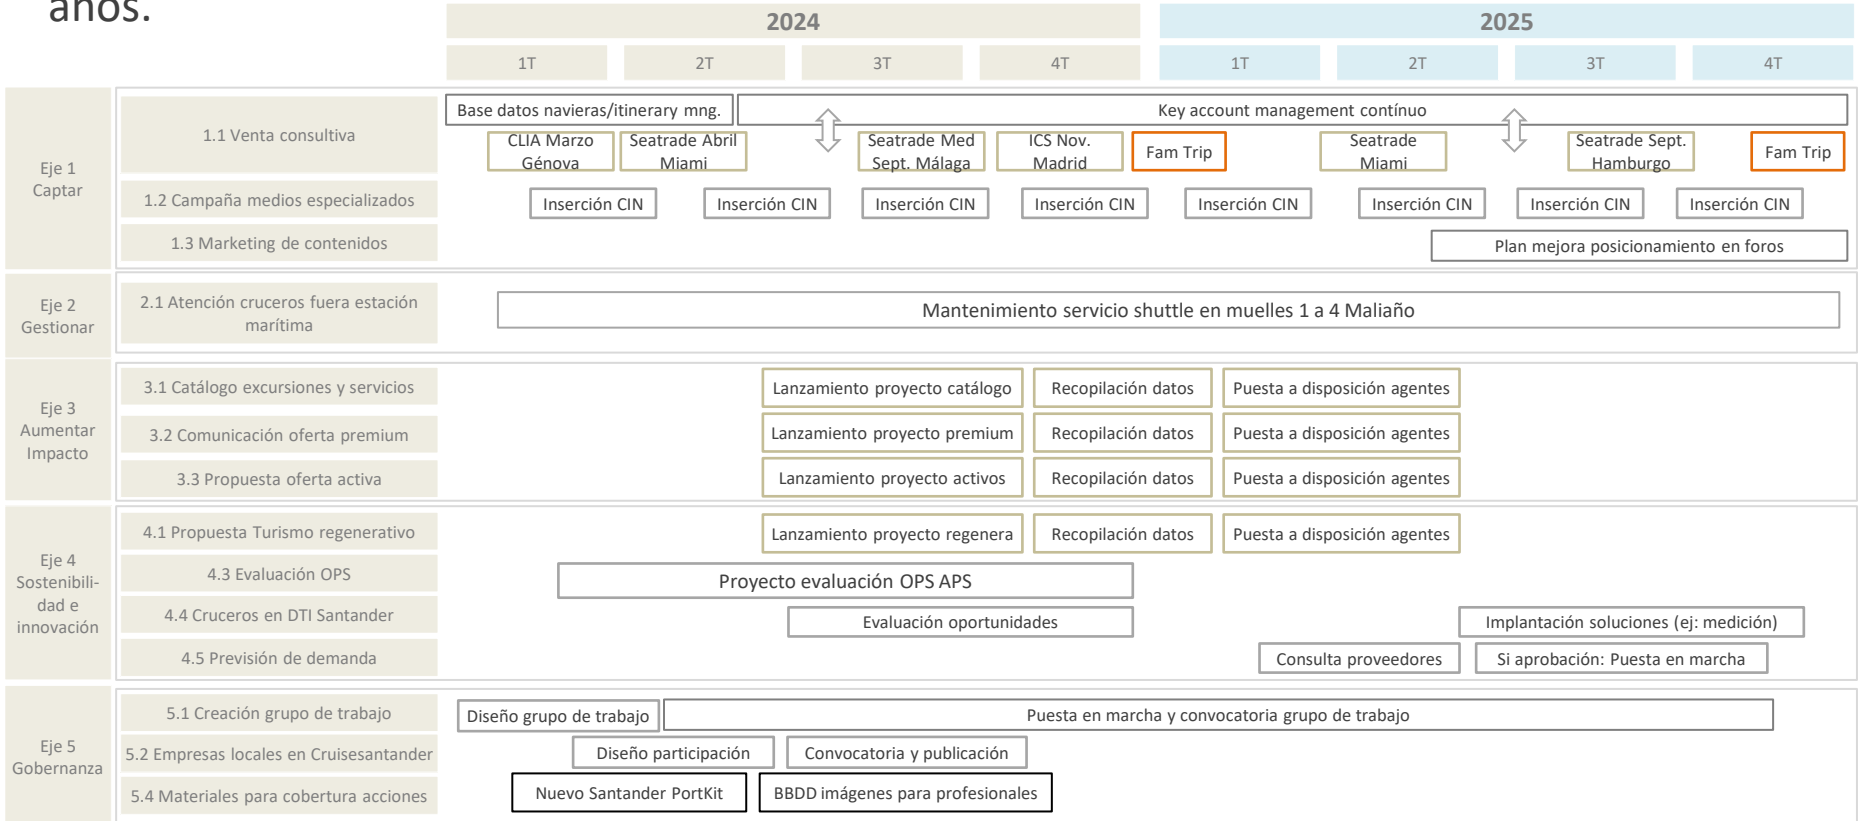 años.
2024
2025
1T
2T
3T
4T
1T
2T
3T
4T
Eje 1
Captar
1.1 Venta consultiva
Base datos navieras/itinerary mng.
Key account management contínuo
CLIA Marzo
Génova
Seatrade Abril
Miami
Seatrade Med
Sept. Málaga
ICS Nov.
Madrid
Fam Trip
Seatrade
Miami
Seatrade Sept.
Hamburgo
Fam Trip
1.2 Campaña medios especializados
Inserción CIN
Inserción CIN
Inserción CIN
Inserción CIN
Inserción CIN
Inserción CIN
Inserción CIN
Inserción CIN
1.3 Marketing de contenidos
Plan mejora posicionamiento en foros
Eje 2
Gestionar
2.1 Atención cruceros fuera estación
marítima
Mantenimiento servicio shuttle en muelles 1 a 4 Maliaño
Eje 3
Aumentar
Impacto
3.1 Catálogo excursiones y servicios
Lanzamiento proyecto catálogo
Recopilación datos
Puesta a disposición agentes
3.2 Comunicación oferta premium
Lanzamiento proyecto premium
Recopilación datos
Puesta a disposición agentes
3.3 Propuesta oferta activa
Lanzamiento proyecto activos
Recopilación datos
Puesta a disposición agentes
Eje 4
Sostenibili-
dad e
innovación
4.1 Propuesta Turismo regenerativo
Lanzamiento proyecto regenera
Recopilación datos
Puesta a disposición agentes
4.3 Evaluación OPS
Proyecto evaluación OPS APS
4.4 Cruceros en DTI Santander
Evaluación oportunidades
Implantación soluciones (ej: medición)
4.5 Previsión de demanda
Consulta proveedores
Si aprobación: Puesta en marcha
Eje 5
Gobernanza
5.1 Creación grupo de trabajo
Diseño grupo de trabajo
Puesta en marcha y convocatoria grupo de trabajo
5.2 Empresas locales en Cruisesantander
Diseño participación
Convocatoria y publicación
5.4 Materiales para cobertura acciones
Nuevo Santander PortKit
BBDD imágenes para profesionales